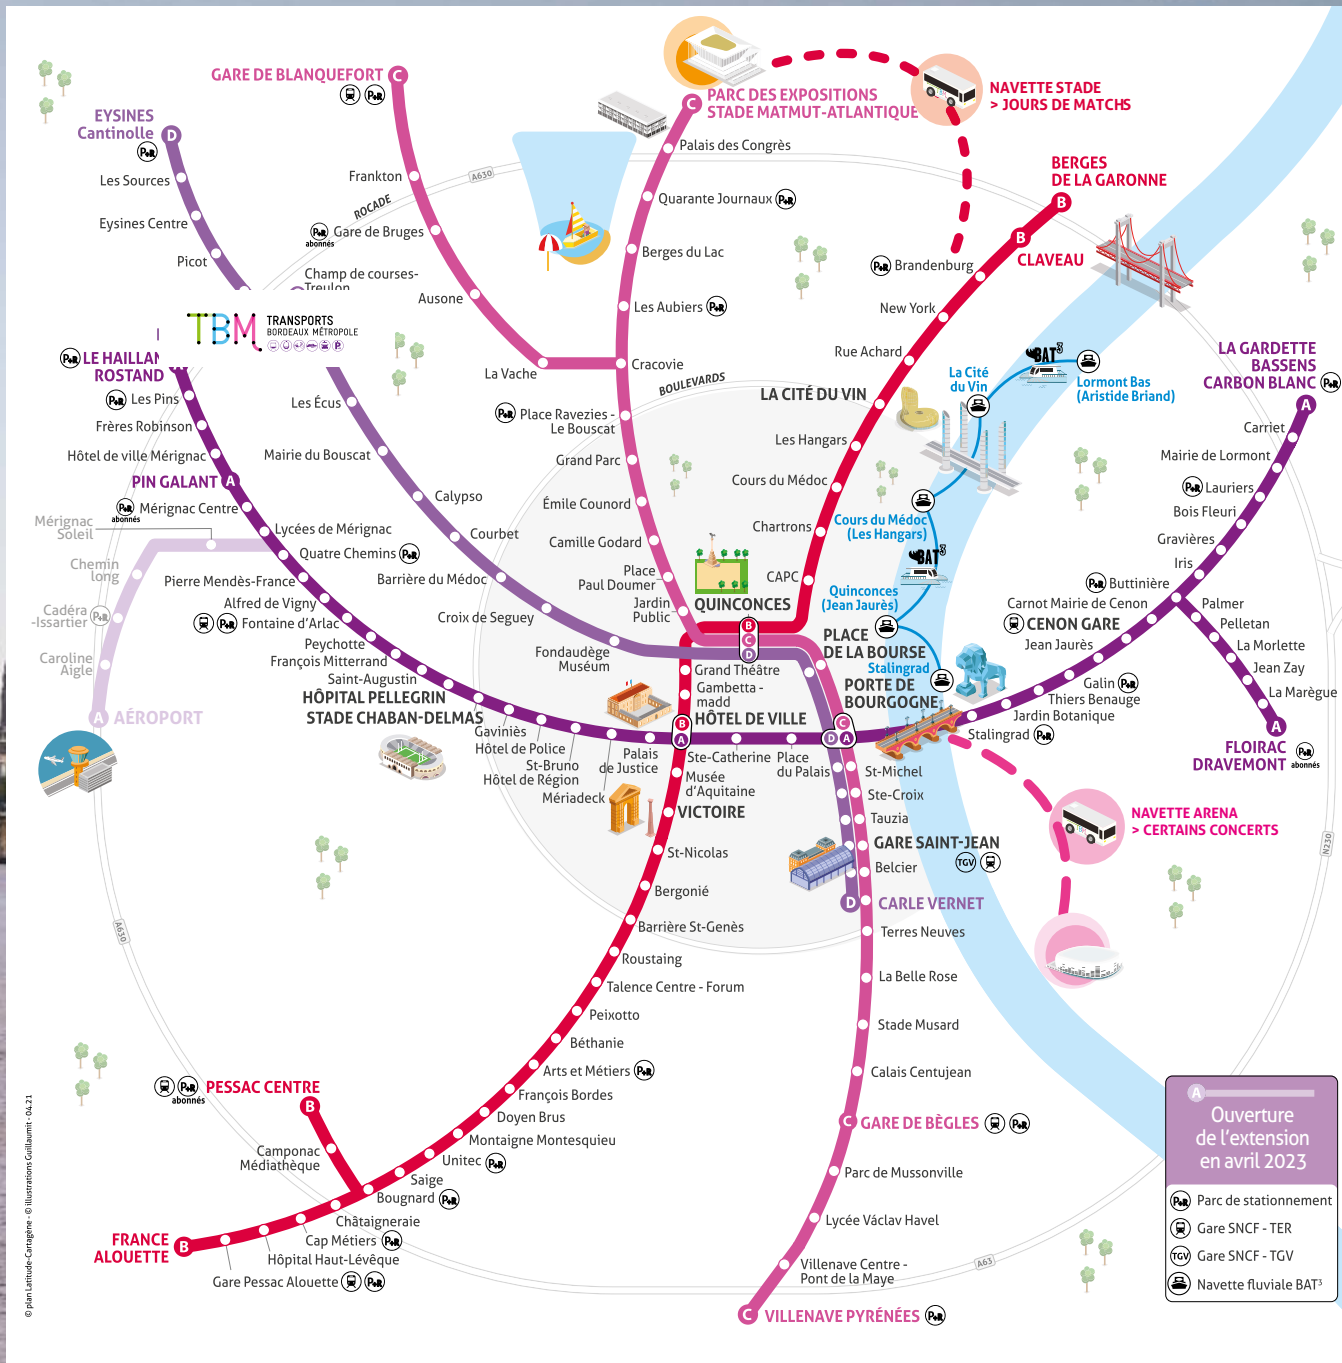 GARE DE BLANQUEFORT
C
P+R
EYSINES
Cantinolle
D
P+R
Les Sources
Eysines Centre
Picot
Frankton
A630
ROCADE
P+R
abonnés
Gare de Bruges
Champ de courses-
Ausone
La Vache
C
PARC DES EXPOSITIONS
STADE MATMUT-ATLANTIQUE
Palais des Congrès
Quarante Journaux
P+R
Berges du Lac
Les Aubiers
P+R
Cracovie
BOULEVARDS
P+R
Place Ravezies -
Le Bouscat
Grand Parc
Émile Counord
Camille Godard
Place
Paul Doumer
Jardin
Public
NAVETTE STADE
> JOURS DE MATCHS
BERGES
DE LA GARONNE
B
B
CLAVEAU
P+R
Brandenburg
New York
Rue Achard
LA CITÉ DU VIN
Les Hangars
Cours du Médoc
Chartrons
CAPC
QUINCONCES
B
C
D
BAT3
La Cité
du Vin
Lormont Bas
(Aristide Briand)
Cours du Médoc
(Les Hangars)
BAT3
Quinconces
(Jean Jaurès)
Stalingrad
LA GARDETTE
BASSENS
CARBON BLANC
P+R
A
Carriet
Mairie de Lormont
P+R
Lauriers
Bois Fleuri
Gravières
Iris
P+R
Buttinière
Carnot Mairie de Cenon
CENON GARE
Jean Jaurès
Palmer
Pelletan
La Morlette
Jean Zay
La Marègue
A
FLOIRAC
DRAVEMONT
P+R
abonnés
Galin
P+R
Thiers Benauge
Jardin Botanique
Stalingrad
P+R
TBM
TRANSPORTS
BORDEAUX MÉTROPOLE
P+R
LE HAILLAN
ROSTAND
P+R
Les Pins
Frères Robinson
Hôtel de ville Mérignac
PIN GALANT
A
P+R
abonnés
Mérignac Centre
Lycées de Mérignac
Quatre Chemins
P+R
Pierre Mendès-France
Alfred de Vigny
P+R
Fontaine d'Arlac
Peychotte
François Mitterrand
Saint-Augustin
HÔPITAL PELLEGRIN
STADE CHABAN-DELMAS
Gaviniès
Hôtel de Police
St-Bruno
Hôtel de Région
Mériadeck
Palais
de Justice
Mérignac
Soleil
Chemin
long
Cadéra
-Issartier
P+R
Caroline
Aigle
A
AÉROPORT
Les Écus
Mairie du Bouscat
Calypso
Courbet
Barrière du Médoc
Croix de Seguey
Fondaudège
Muséum
Grand Théâtre
Gambetta -
madd
B
A
HÔTEL DE VILLE
Ste-Catherine
Place
du Palais
PLACE
DE LA BOURSE
PORTE DE
BOURGOGNE
C
D
A
Musée
d'Aquitaine
VICTOIRE
St-Nicolas
Bergonié
Barrière St-Genès
Roustaing
Talence Centre - Forum
Peixotto
Béthanie
Arts et Métiers
P+R
François Bordes
Doyen Brus
Montaigne Montesquieu
Unitec
P+R
Saige
Bougnard
P+R
Châtaigneraie
Cap Métiers
P+R
Hôpital Haut-Lévêque
Gare Pessac Alouette
P+R
FRANCE
ALOUETTE
B
P+R
abonnés
PESSAC CENTRE
B
Camponac
Médiathèque
St-Michel
Ste-Croix
Tauzia
GARE SAINT-JEAN
TGV
Belcier
D
CARLE VERNET
Terres Neuves
La Belle Rose
Stade Musard
Calais Centujean
C
GARE DE BÈGLES
P+R
Parc de Mussonville
Lycée Václav Havel
Villenave Centre -
Pont de la Maye
C
VILLENAVE PYRÉNÉES
P+R
NAVETTE ARENA
> CERTAINS CONCERTS
N230
A630
A63
A
Ouverture
de l'extension
en avril 2023
P+R
Parc de stationnement
Gare SNCF - TER
TGV
Gare SNCF - TGV
Navette fluviale BAT3
© plan Latitude-Cartagène - © illustrations Guillaumit - 04.21